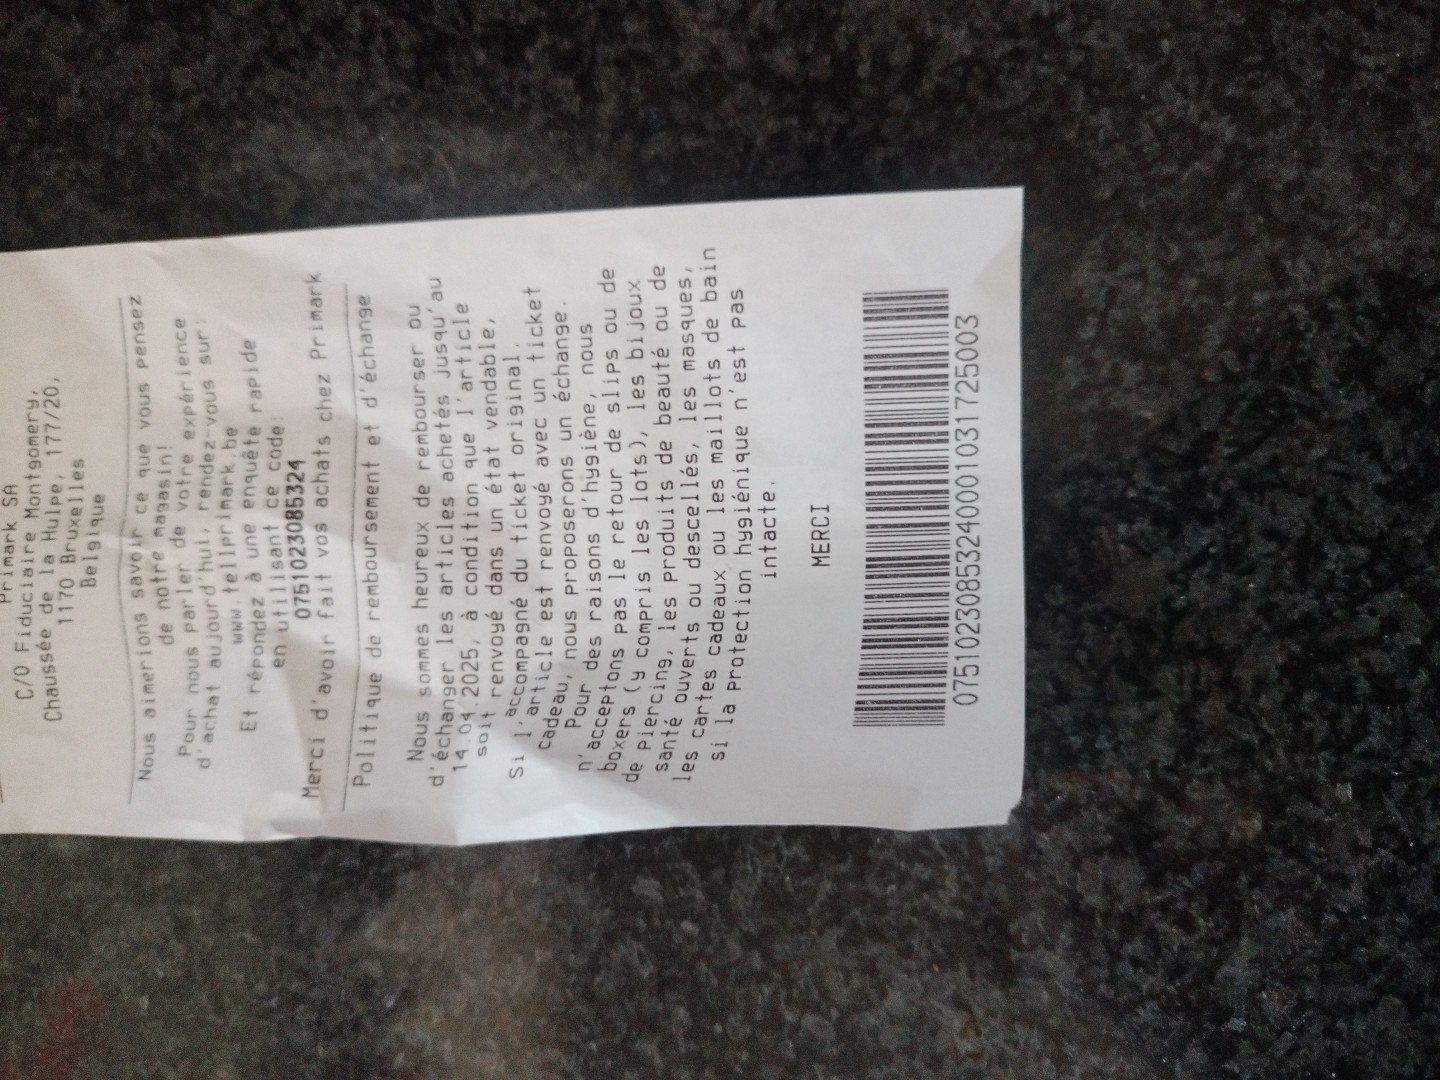 Primark SA
C/O Fiduciaire Montgomery,
Chaussée de la Hulpe, 177/20,
1170 Bruxelles
Belgique
Nous aimerions savoir ce que vous pensez
de notre magasin!
Pour nous parler de votre expérience
d'achat aujourd'hui, rendez-vous sur:
www.tellprimark.be
Et répondez à une enquête rapide
en utilisant ce code:
0751023085324
Merci d'avoir fait vos achats chez Primark
Politique de remboursement et d'échange
Nous sommes heureux de rembourser ou
d'échanger les articles achetés jusqu'au
14.04.2025, à condition que l'article
soit renvoyé dans un état vendable,
accompagné du ticket original.
Si l'article est renvoyé avec un ticket
cadeau, nous proposerons un échange.
Pour des raisons d'hygiène, nous
n'acceptons pas le retour de slips ou de
boxers (y compris les lots), les bijoux
de piercing, les produits de beauté ou de
santé ouverts ou descellés, les masques,
les cartes cadeaux, ou les maillots de bain
si la protection hygiénique n'est pas
intacte.
MERCI
07510230853240001031725003